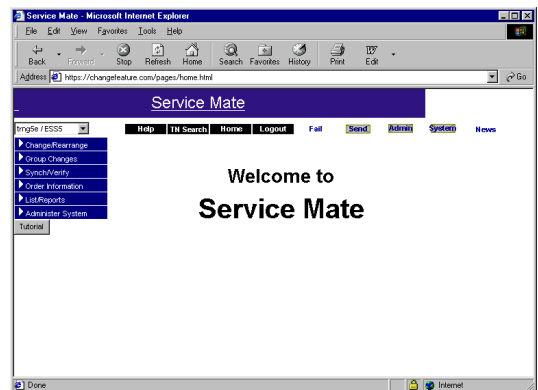 Service Mate - Microsoft Internet Explorer
File Edit View Favorites Tools Help
Back Forward Stop Refresh Home Search Favorites History Print Edit
Address https://changefeature.com/pages/home.html Go
Service Mate
trng5e / ESS5 Help TN Search Home Logout Fail Send Admin System News
Change/Rearrange
Group Changes
Synch/Verify
Order Information
List/Reports
Administer System
Tutorial
Welcome to
Service Mate
Done Internet